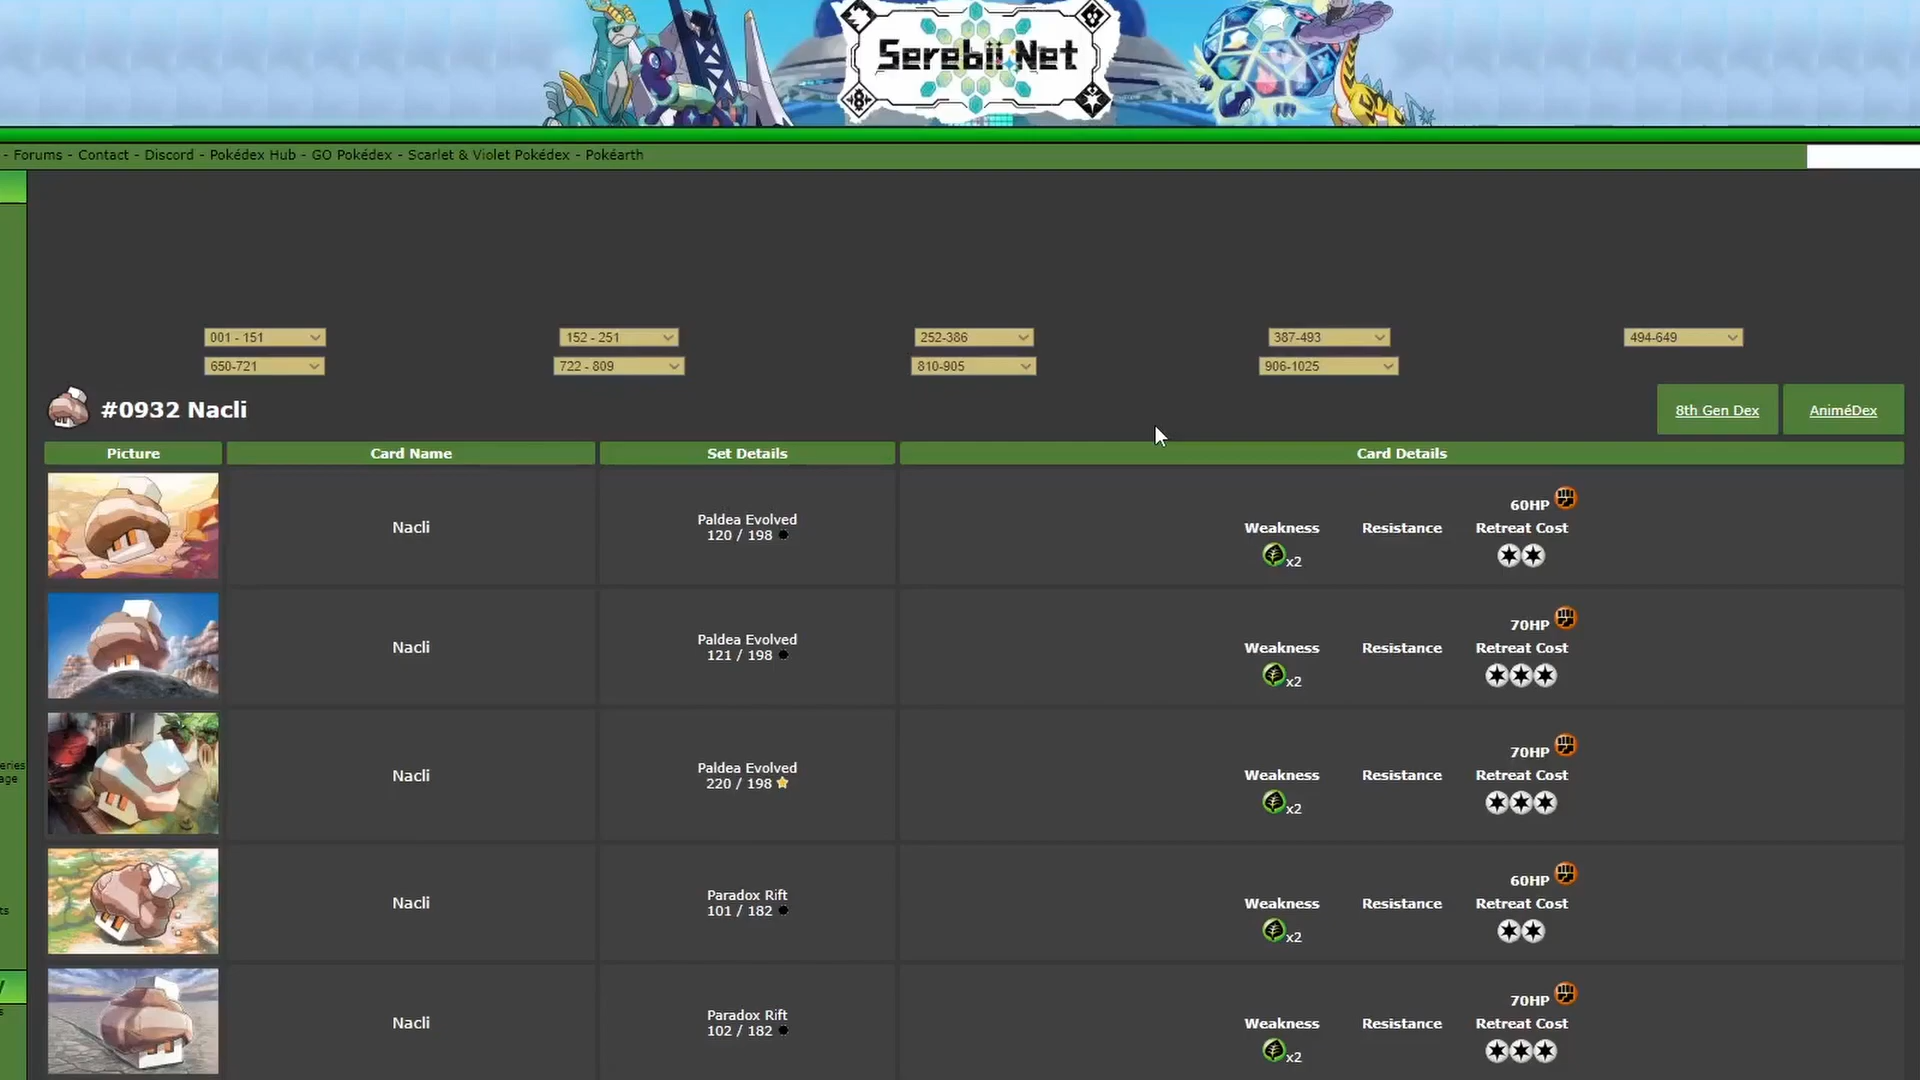 Serebii.Net
- Forums - Contact - Discord - Pokédex Hub - GO Pokédex - Scarlet & Violet Pokédex - Pokéarth
001 - 151 152 - 251 252-386 387-493 494-649
650-721 722 - 809 810-905 906-1025
#0932 Nacli 8th Gen Dex AniméDex
Picture Card Name Set Details Card Details
Nacli
Paldea Evolved
120 / 198
60HP
Weakness Resistance Retreat Cost
x2
Nacli
Paldea Evolved
121 / 198
70HP
Weakness Resistance Retreat Cost
x2
Nacli
Paldea Evolved
220 / 198
70HP
Weakness Resistance Retreat Cost
x2
Nacli
Paradox Rift
101 / 182
60HP
Weakness Resistance Retreat Cost
x2
Nacli
Paradox Rift
102 / 182
70HP
Weakness Resistance Retreat Cost
x2